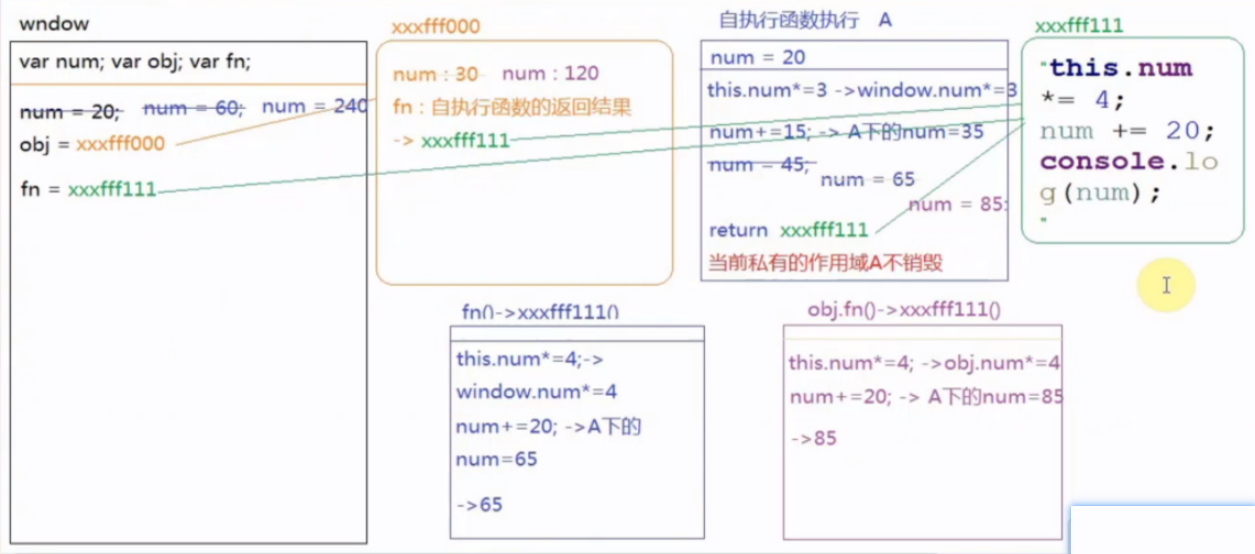 wndow
var num; var obj; var fn;
num = 20; num = 60; num = 240
obj = xxxfff000
fn = xxxfff111
xxxfff000
num : 30 num : 120
fn : 自执行函数的返回结果
-> xxxfff111
自执行函数执行 A
num = 20
this.num*=3 ->window.num*=3
num+=15; -> A下的num=35
num = 45;
num = 65
num = 85;
return xxxfff111
当前私有的作用域A不销毁
xxxfff111
"this.num
*= 4;
num += 20;
console.lo
g(num);
"
fn()->xxxfff111()
this.num*=4;->
window.num*=4
num+=20; ->A下的
num=65
->65
obj.fn()->xxxfff111()
this.num*=4; ->obj.num*=4
num+=20; -> A下的num=85
->85